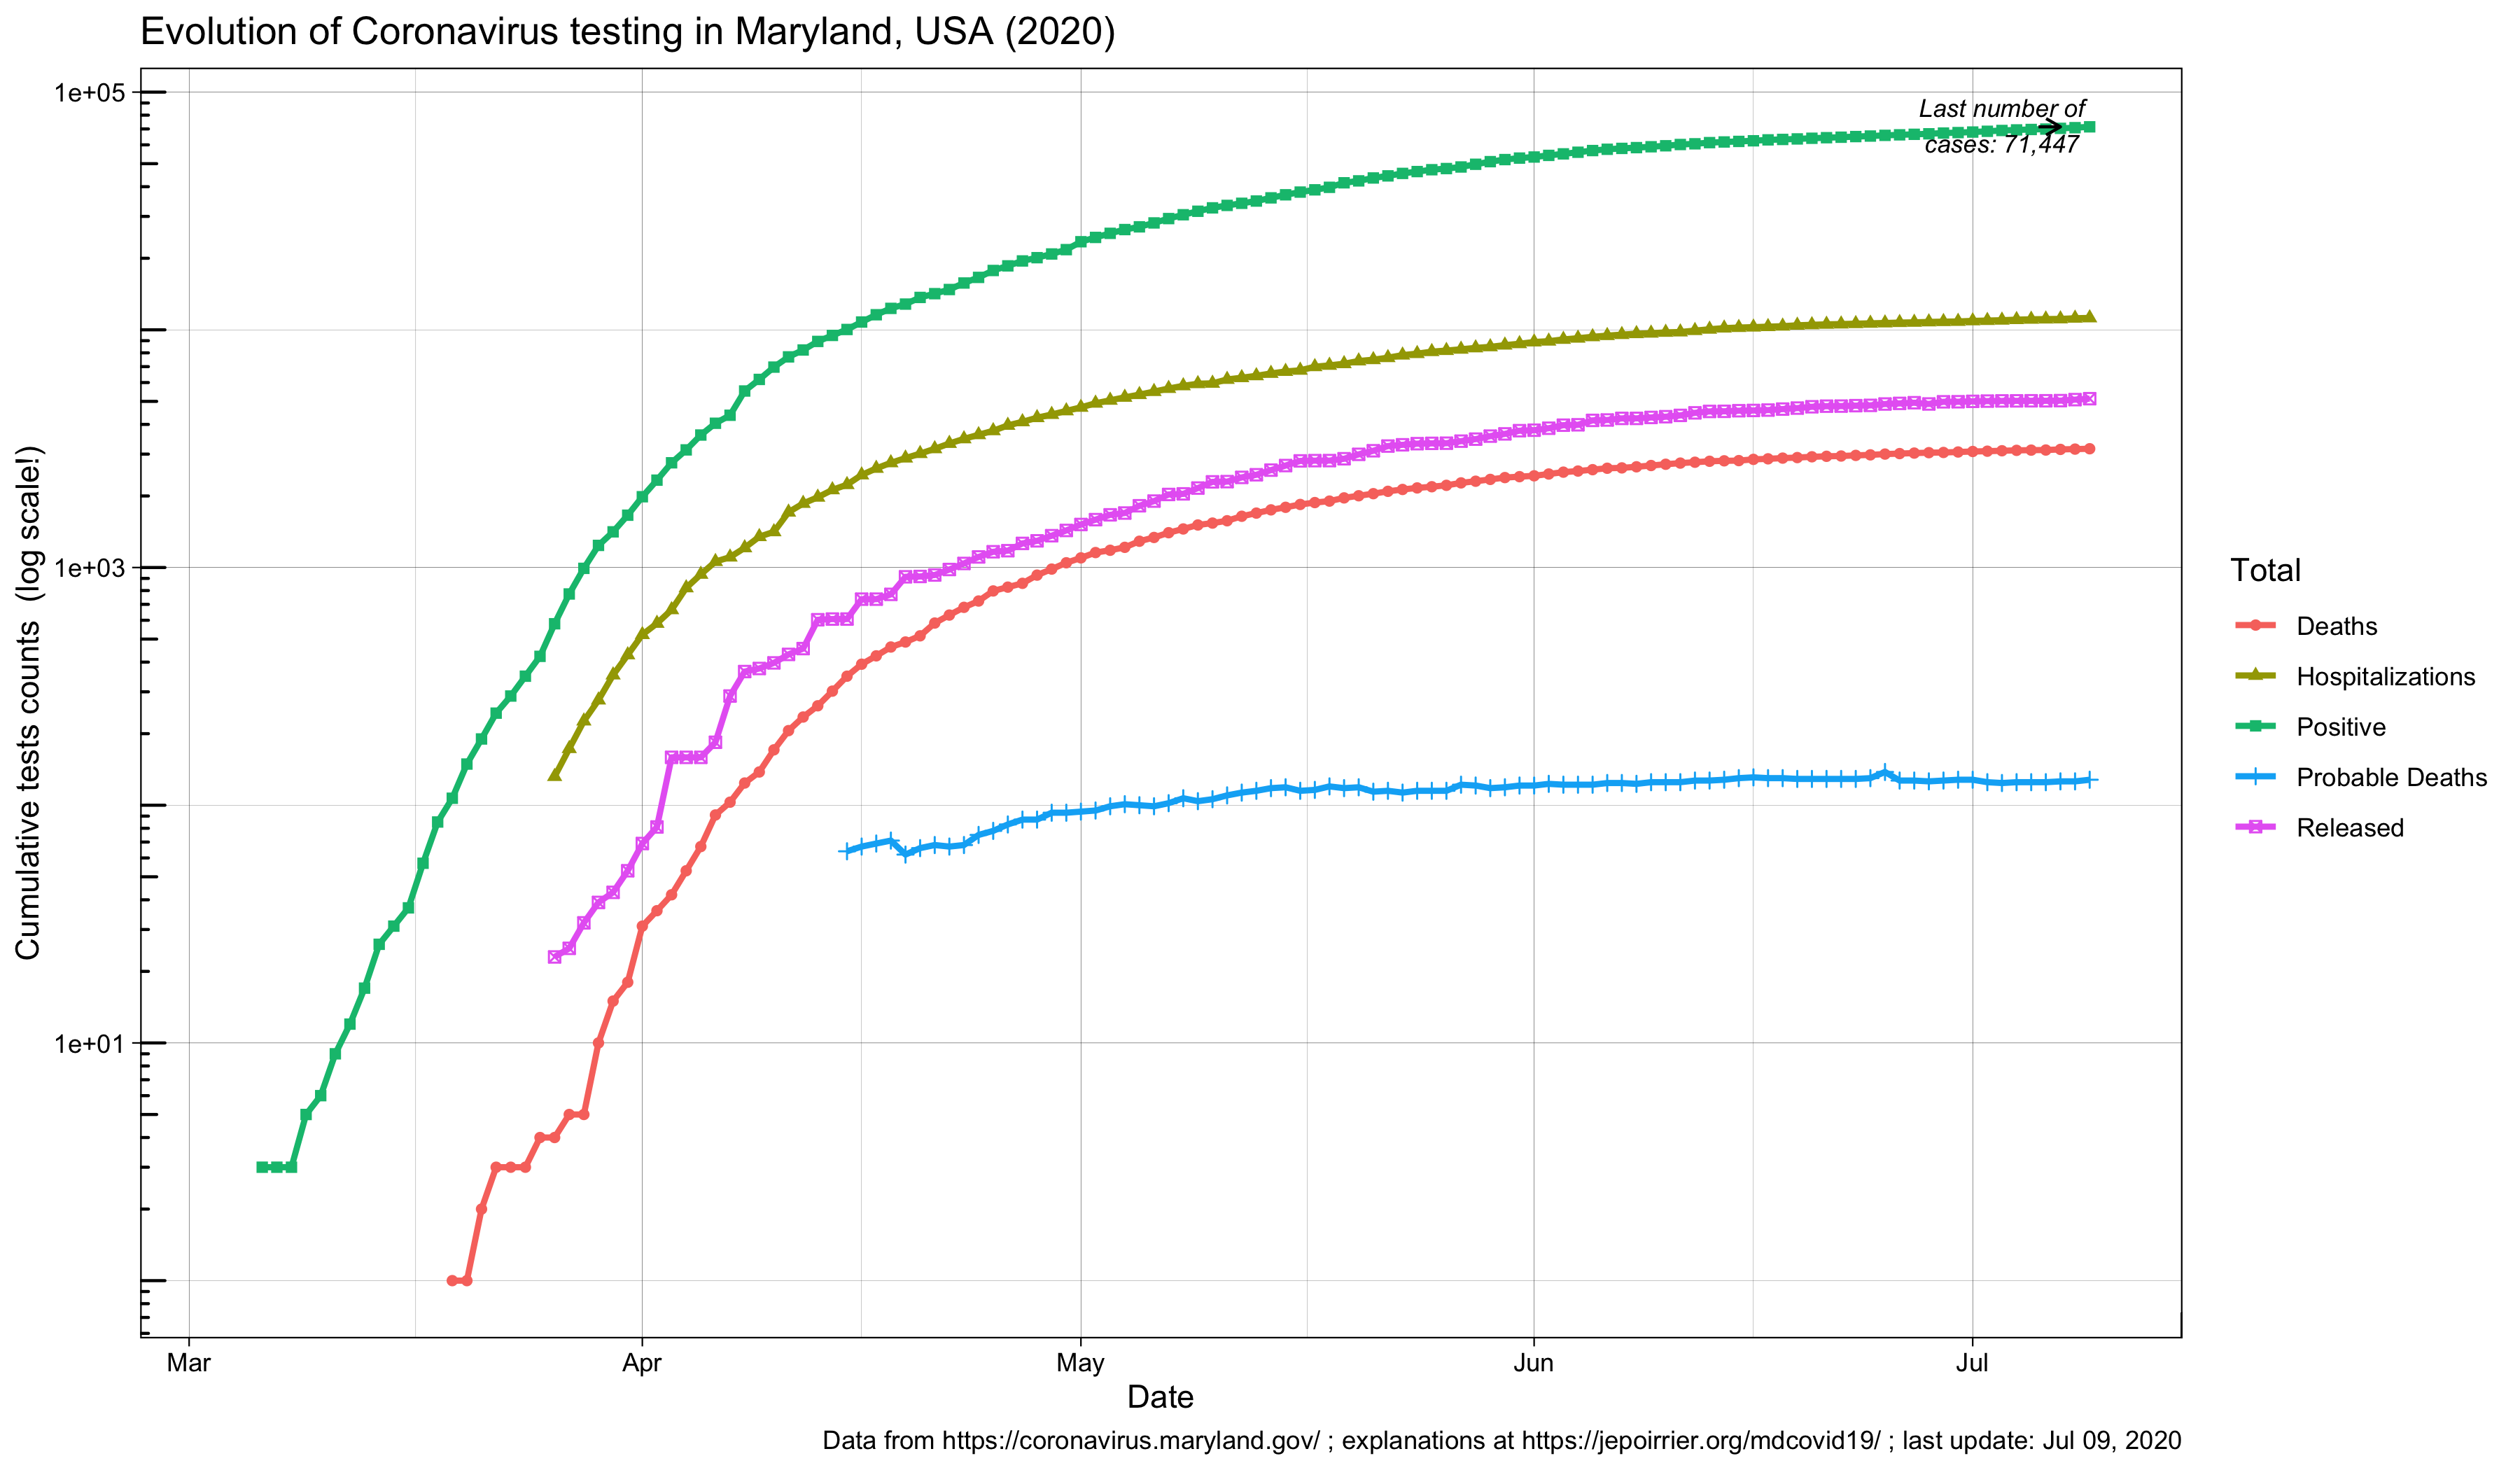 Evolution of Coronavirus testing in Maryland, USA (2020)
1e+05
1e+03
1e+01
Cumulative tests counts  (log scale!)
Last number of
cases: 71,447
Mar
Apr
May
Jun
Jul
Date
Total
Deaths
Hospitalizations
Positive
Probable Deaths
Released
Data from https://coronavirus.maryland.gov/ ; explanations at https://jepoirrier.org/mdcovid19/ ; last update: Jul 09, 2020